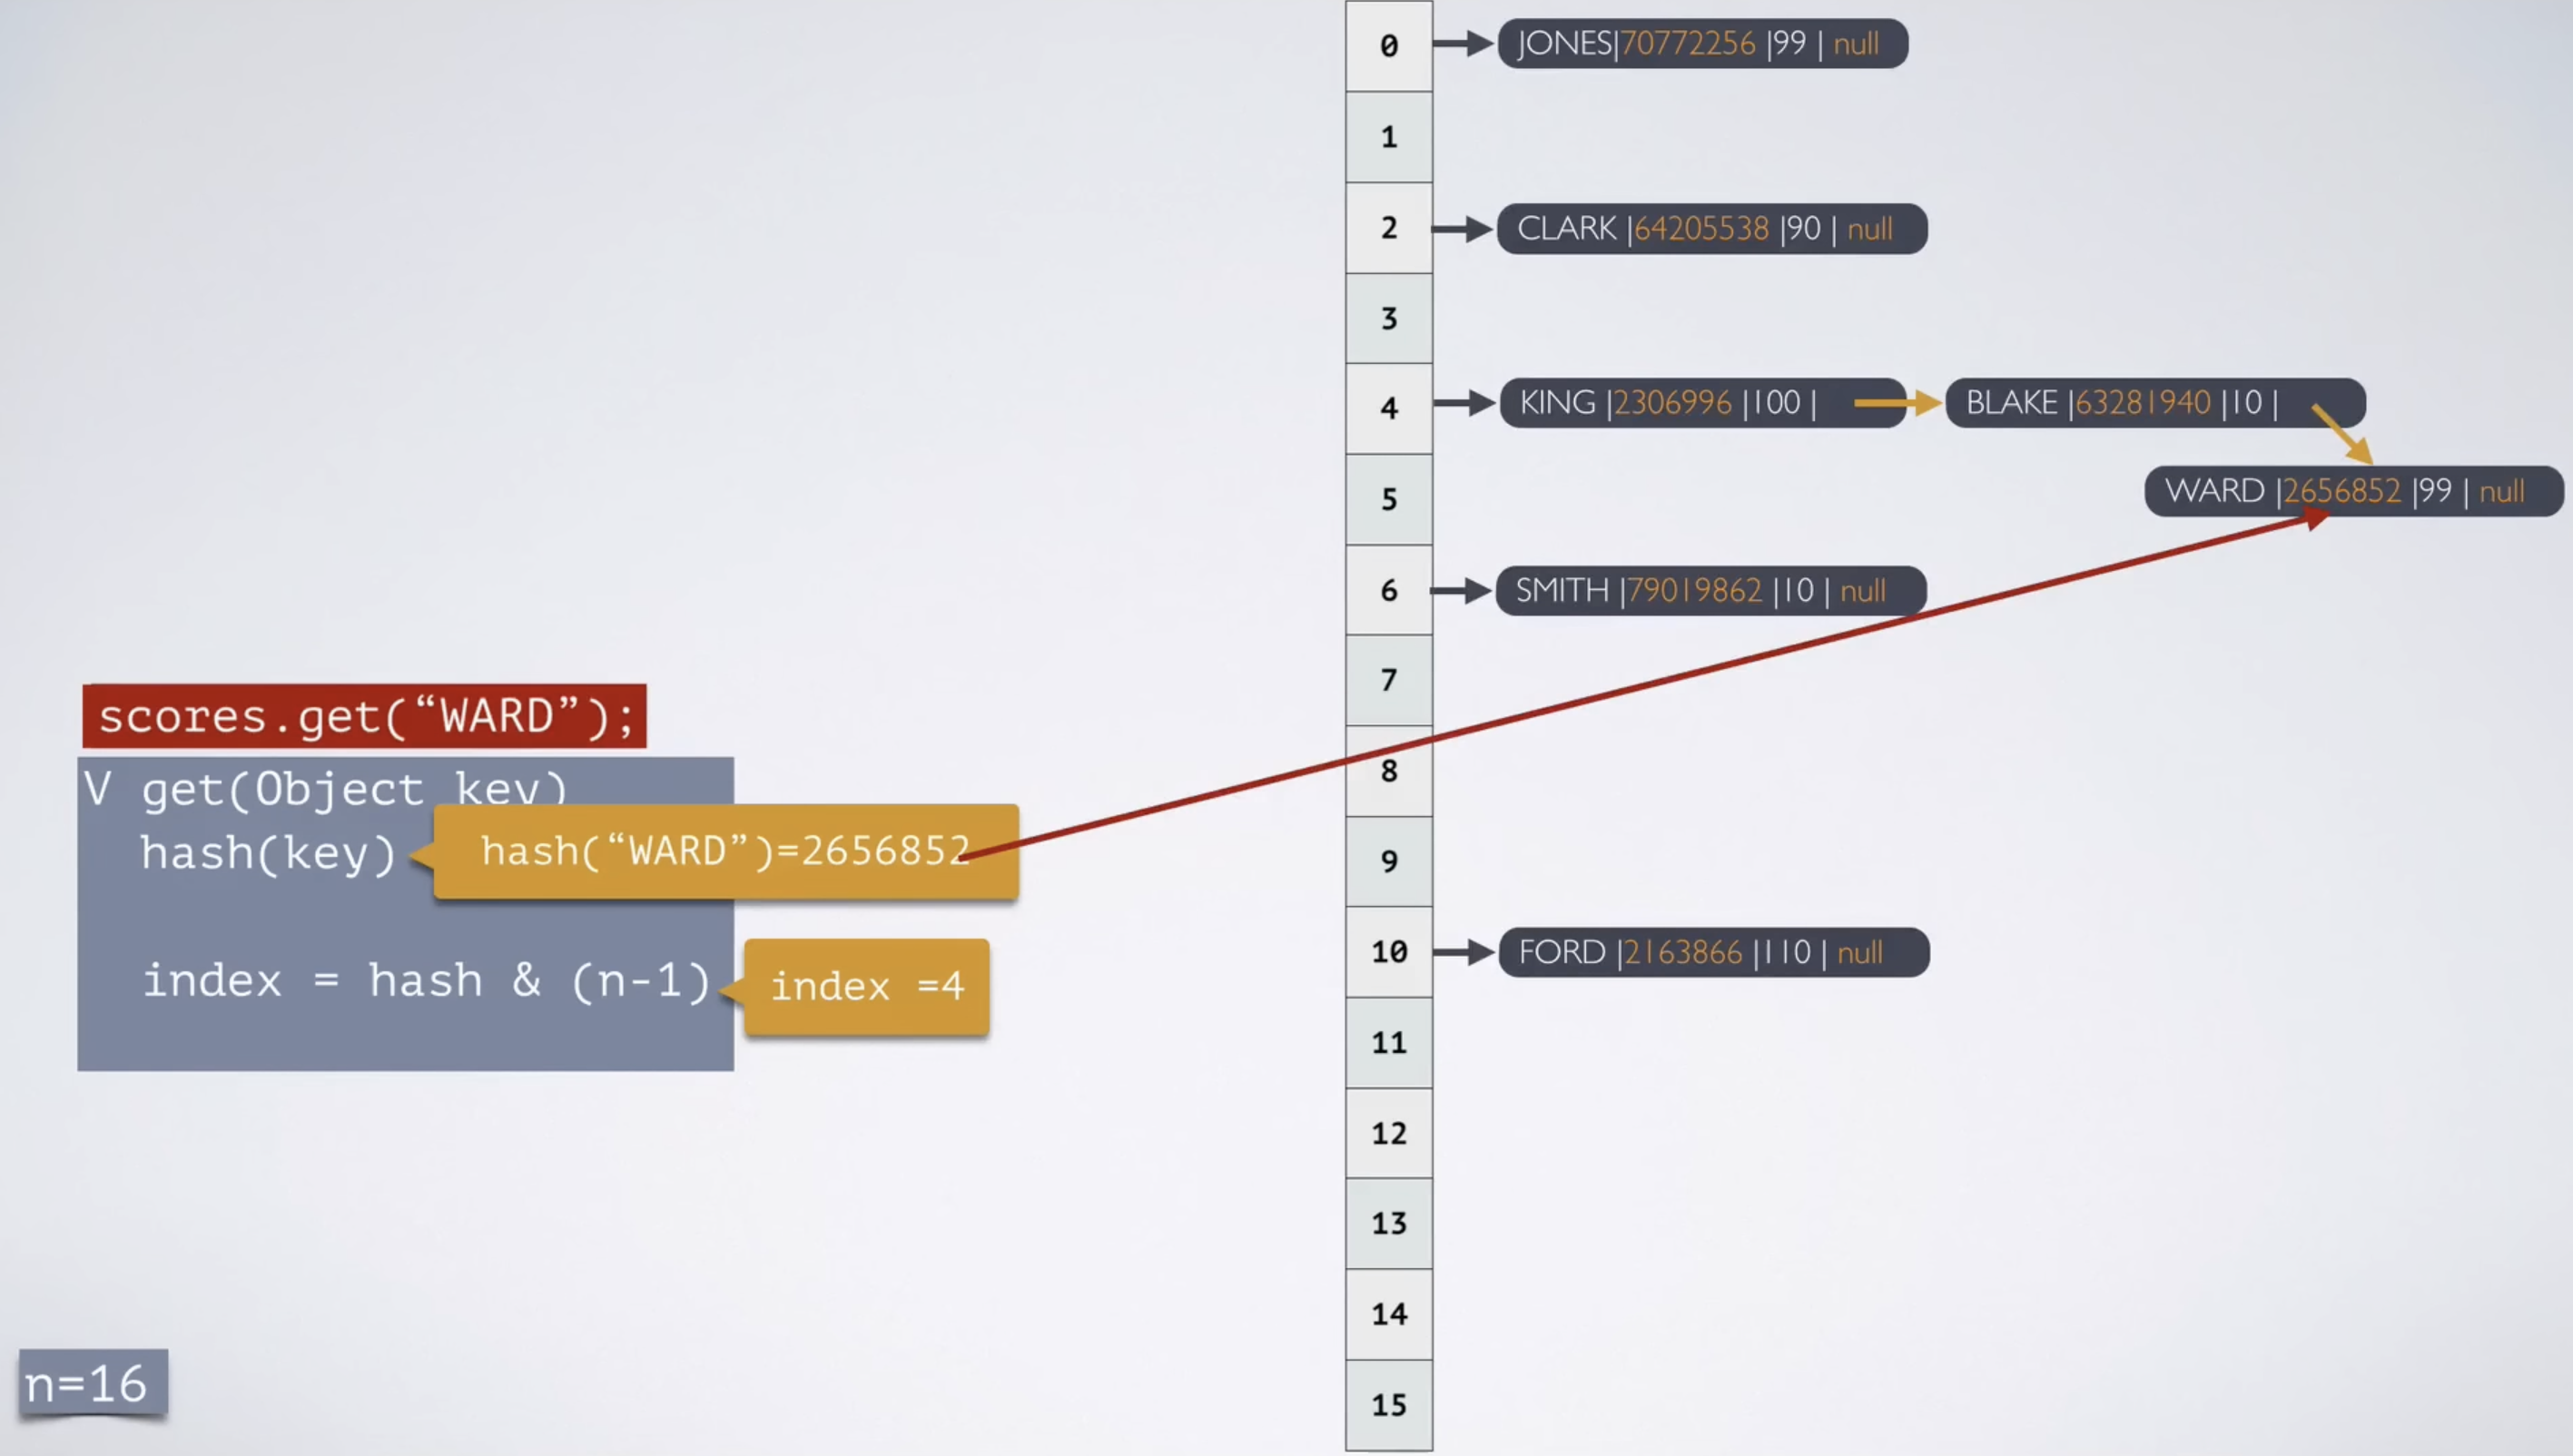 0
JONES|70772256 |99 | null
1
2
CLARK |64205538 |90 | null
3
4
KING |2306996 |100 |
BLAKE |63281940 |10 |
5
WARD |2656852 |99 | null
6
SMITH |79019862 |10 | null
7
scores.get(“WARD”);
V get(Object key)
8
hash(key)
hash(“WARD”)=2656852
9
index = hash & (n-1)
index =4
10
FORD |2163866 |110 | null
11
12
13
14
n=16
15